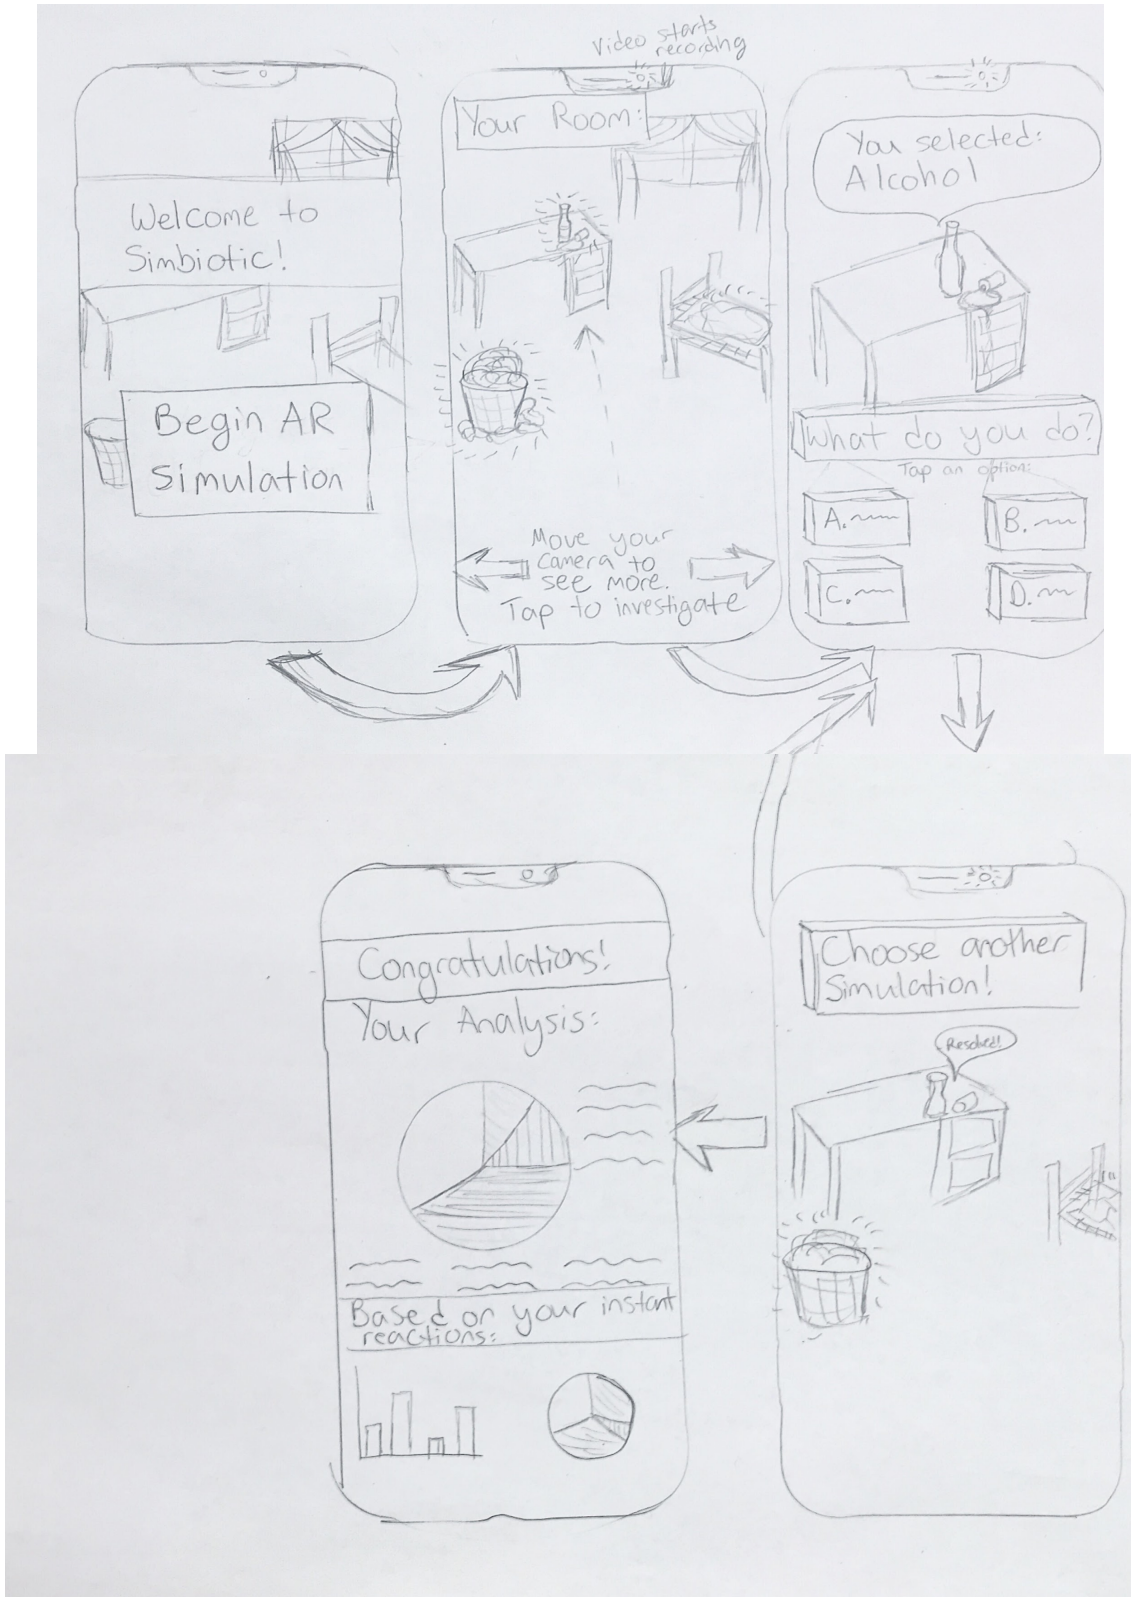 Video starts
recording
Welcome to
Simbiotic!
Begin AR
Simulation
Your Room:
Move your
camera to
see more.
Tap to investigate
You selected:
Alcohol
What do you do?
Tap an option:
A.
B.
C.
D.
Choose another
Simulation!
Resolved!
Congratulations!
Your Analysis:
Based on your instant
reactions: